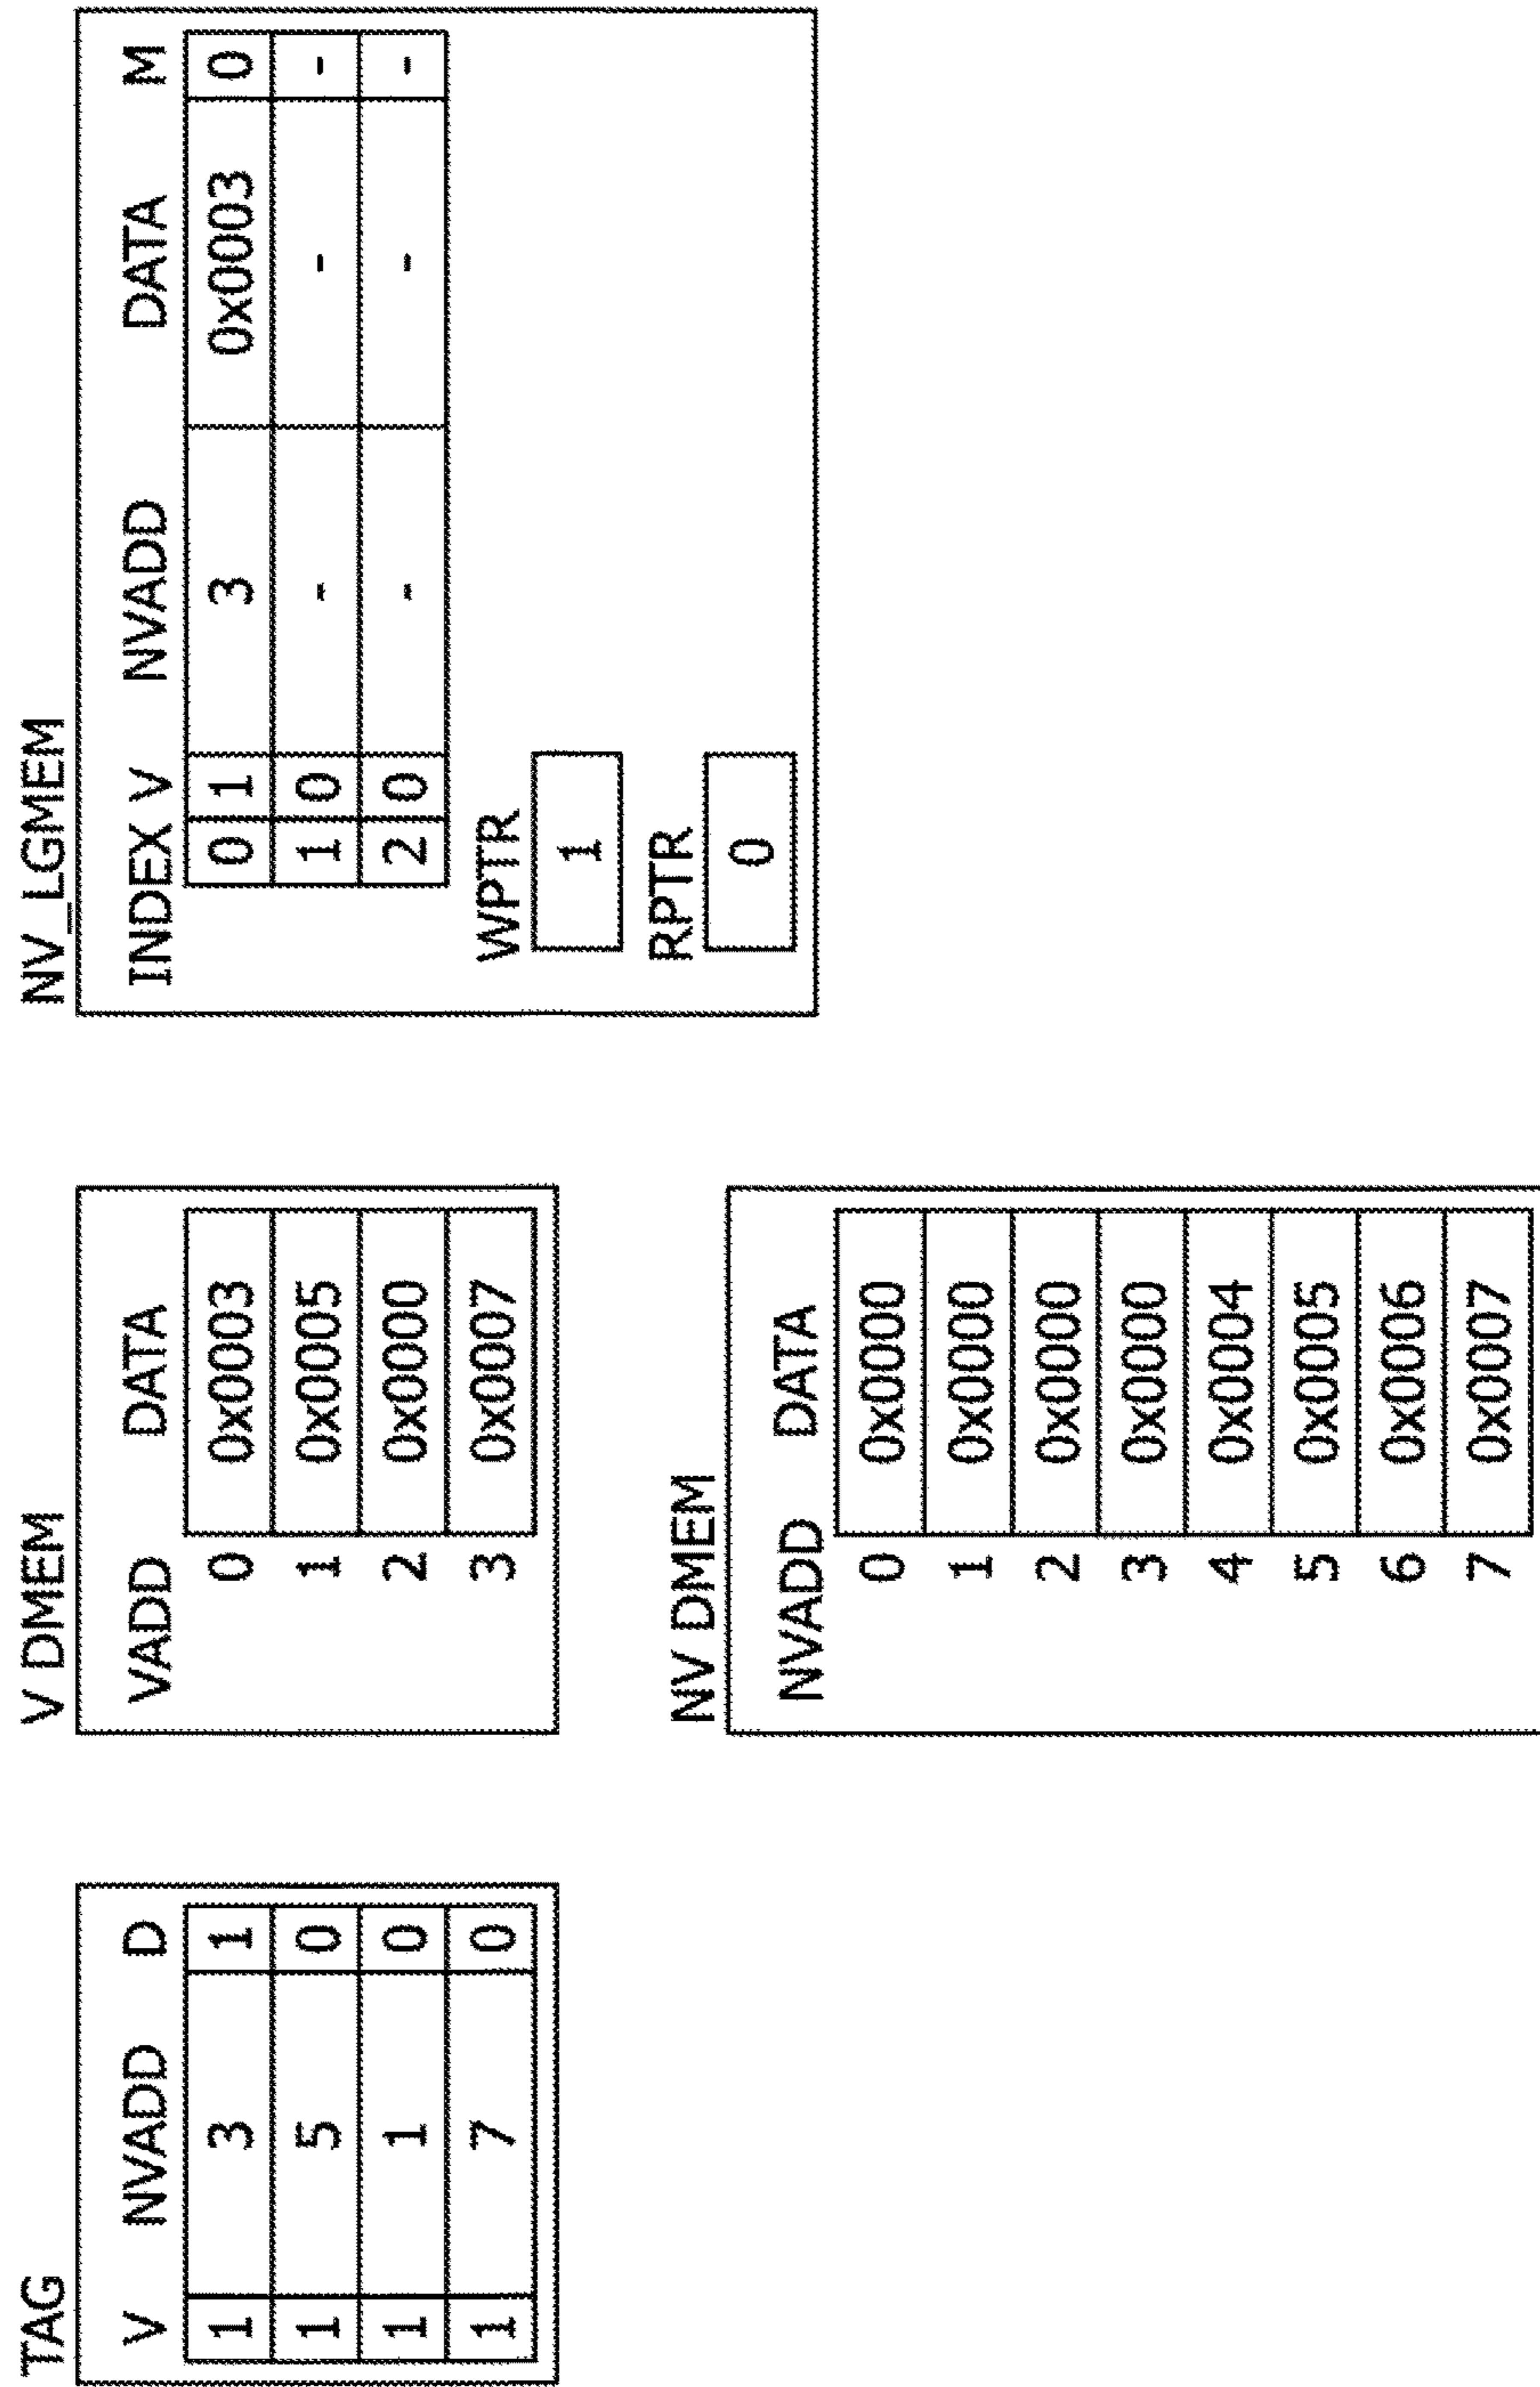 TAG
V NVADD D
1 3 1
1 5 0
1 1 0
1 7 0
V DMEM
VADD DATA
0 0x0003
1 0x0005
2 0x0000
3 0x0007
NV DMEM
NVADD DATA
0 0x0000
1 0x0000
2 0x0000
3 0x0000
4 0x0004
5 0x0005
6 0x0006
7 0x0007
NV_LGMEM
INDEX V NVADD DATA M
0 1 3 0x0003 0
1 0 - - -
2 0 - - -
WPTR
1
RPTR
0